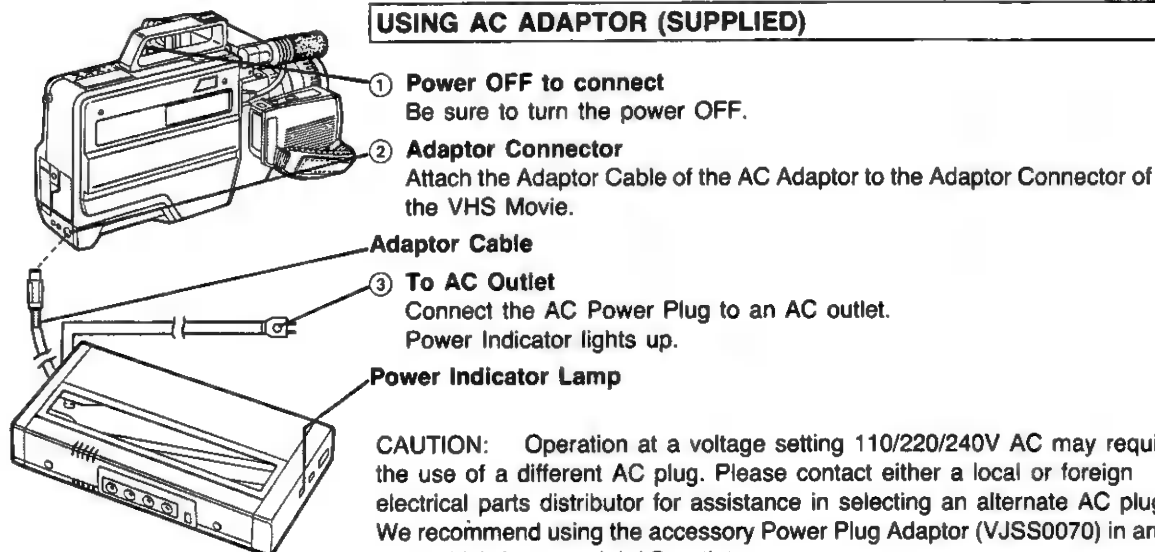 USING AC ADAPTOR (SUPPLIED)
① Power OFF to connect
Be sure to turn the power OFF.
② Adaptor Connector
Attach the Adaptor Cable of the AC Adaptor to the Adaptor Connector of
the VHS Movie.
Adaptor Cable
③ To AC Outlet
Connect the AC Power Plug to an AC outlet.
Power Indicator lights up.
Power Indicator Lamp
CAUTION: Operation at a voltage setting 110/220/240V AC may requi
the use of a different AC plug. Please contact either a local or foreign
electrical parts distributor for assistance in selecting an alternate AC plug
We recommend using the accessory Power Plug Adaptor (VJSS0070) in an